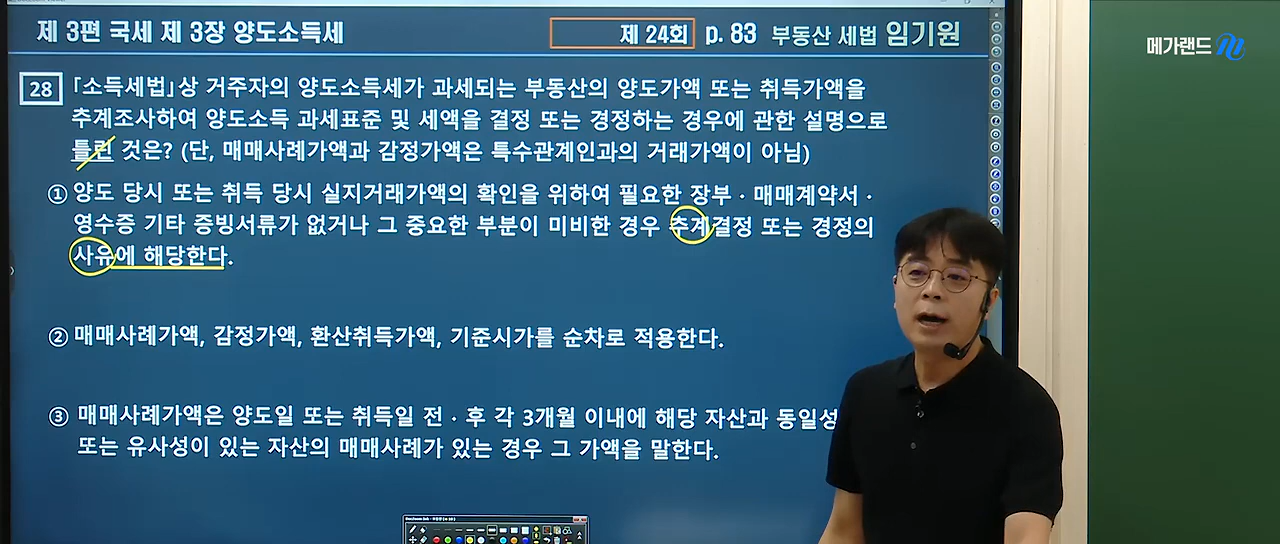 제 3편 국세 제 3장 양도소득세
제 24회 p. 83 부동산 세법 임기원
메가랜드
28 「소득세법」상 거주자의 양도소득세가 과세되는 부동산의 양도가액 또는 취득가액을
추계조사하여 양도소득 과세표준 및 세액을 결정 또는 경정하는 경우에 관한 설명으로
틀린 것은? (단, 매매사례가액과 감정가액은 특수관계인과의 거래가액이 아님)
① 양도 당시 또는 취득 당시 실지거래가액의 확인을 위하여 필요한 장부 · 매매계약서 ·
영수증 기타 증빙서류가 없거나 그 중요한 부분이 미비한 경우 추계결정 또는 경정의
사유에 해당한다.
② 매매사례가액, 감정가액, 환산취득가액, 기준시가를 순차로 적용한다.
③ 매매사례가액은 양도일 또는 취득일 전 · 후 각 3개월 이내에 해당 자산과 동일성
또는 유사성이 있는 자산의 매매사례가 있는 경우 그 가액을 말한다.